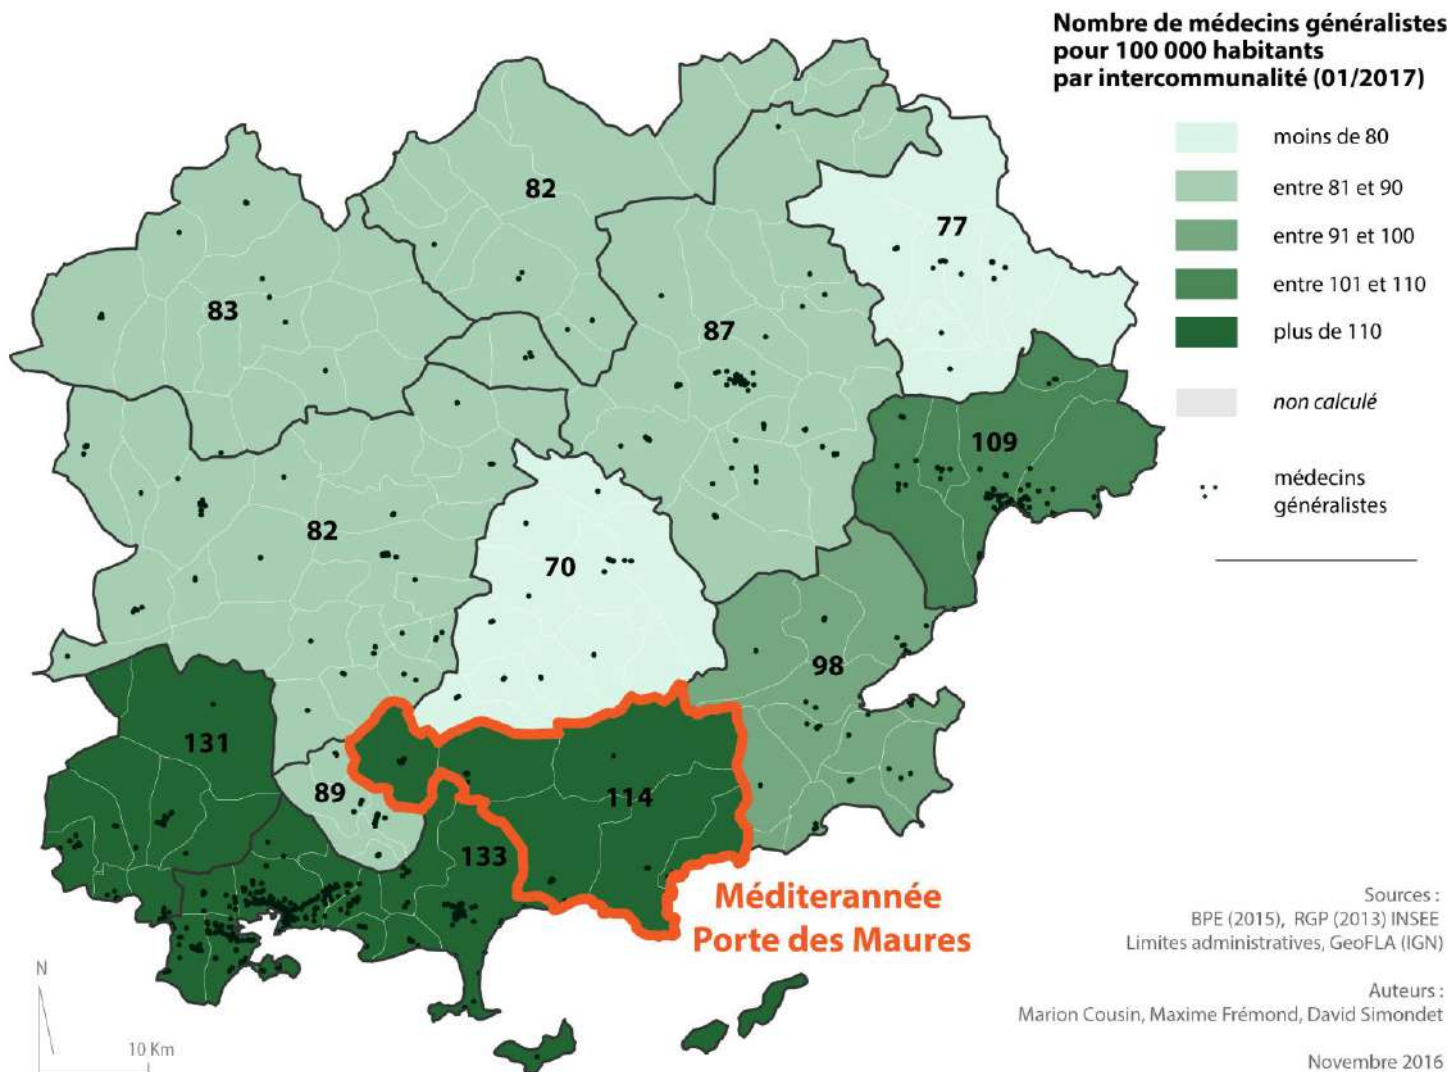 Nombre de médecins généralistes
pour 100 000 habitants
par intercommunalité (01/2017)
moins de 80
entre 81 et 90
entre 91 et 100
entre 101 et 110
plus de 110
non calculé
médecins
généralistes
82
77
83
87
109
82
70
98
131
89
114
133
Méditerannée
Porte des Maures
Sources :
BPE (2015), RGP (2013) INSEE
Limites administratives, GeoFLA (IGN)
Auteurs :
Marion Cousin, Maxime Frémond, David Simondet
Novembre 2016
N
10 Km